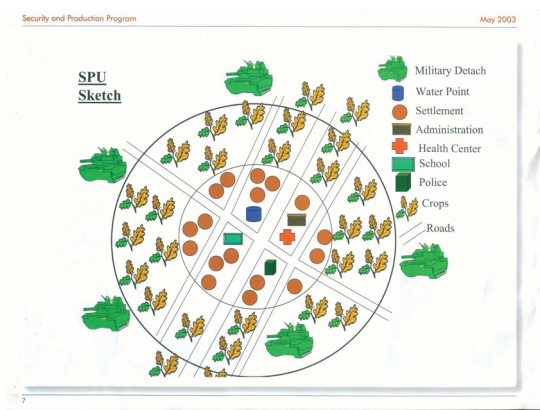 Security and Production Program
May 2003
SPU
Sketch
Military Detach
Water Point
Settlement
Administration
Health Center
School
Police
Crops
Roads
7